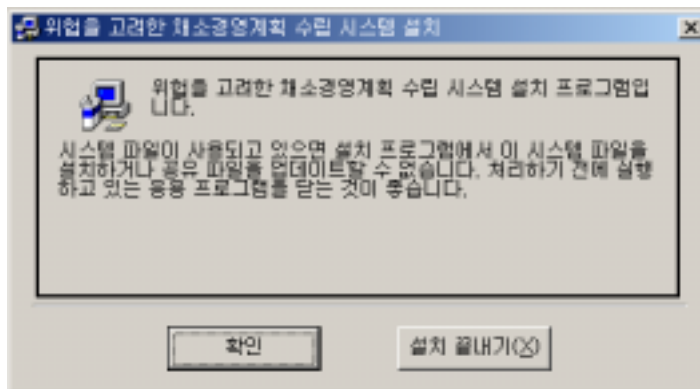 위험을 고려한 채소경영계획 수립 시스템 설치
위험을 고려한 채소경영계획 수립 시스템 설치 프로그램입
니다.
시스템 파일이 사용되고 있으면 설치 프로그램에서 이 시스템 파일을
설치하거나 공유 파일을 업데이트할 수 없습니다. 처리하기 전에 실행
하고 있는 응용 프로그램를 닫는 것이 좋습니다.
확인
설치 끝내기(X)